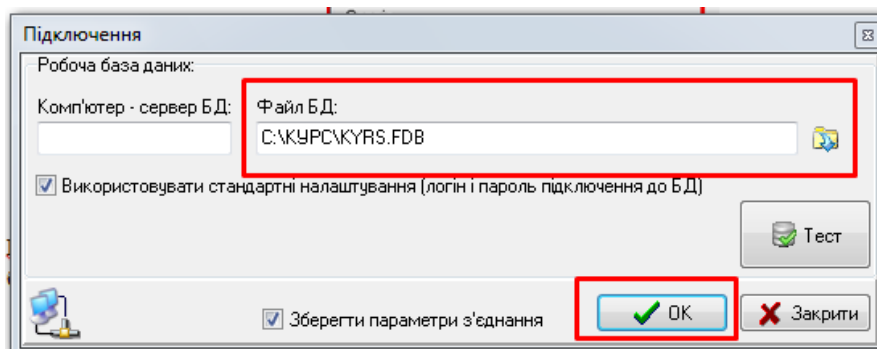 Підключення
Робоча база даних:
Комп'ютер - сервер БД: Файл БД:
C:\КУРС\KYRS.FDB
Використовувати стандартні налаштування (логін і пароль підключення до БД)
Тест
Зберегти параметри з'єднання OK Закрити